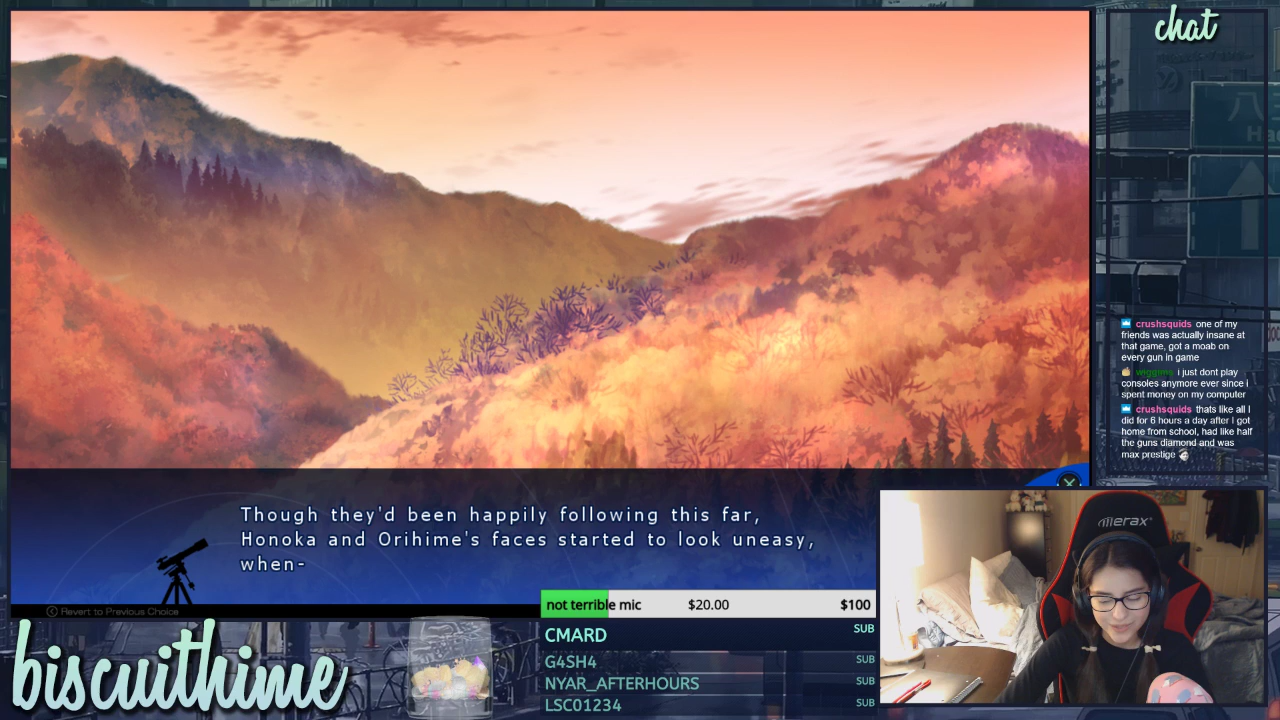 chat
crushsquids one of my
friends was actually insane at
that game, got a moab on
every gun in game
wiggims i just dont play
consoles anymore ever since i
spent money on my computer
crushsquids thats like all I
did for 6 hours a day after I got
home from school, had like half
the guns diamond and was
max prestige
Though they'd been happily following this far,
Honoka and Orihime's faces started to look uneasy,
when-
Revert to Previous Choice
not terrible mic $20.00 $100
CMARD SUB
G4SH4 SUB
NYAR_AFTERHOURS SUB
LSC01234 SUB
biscuithime
merax